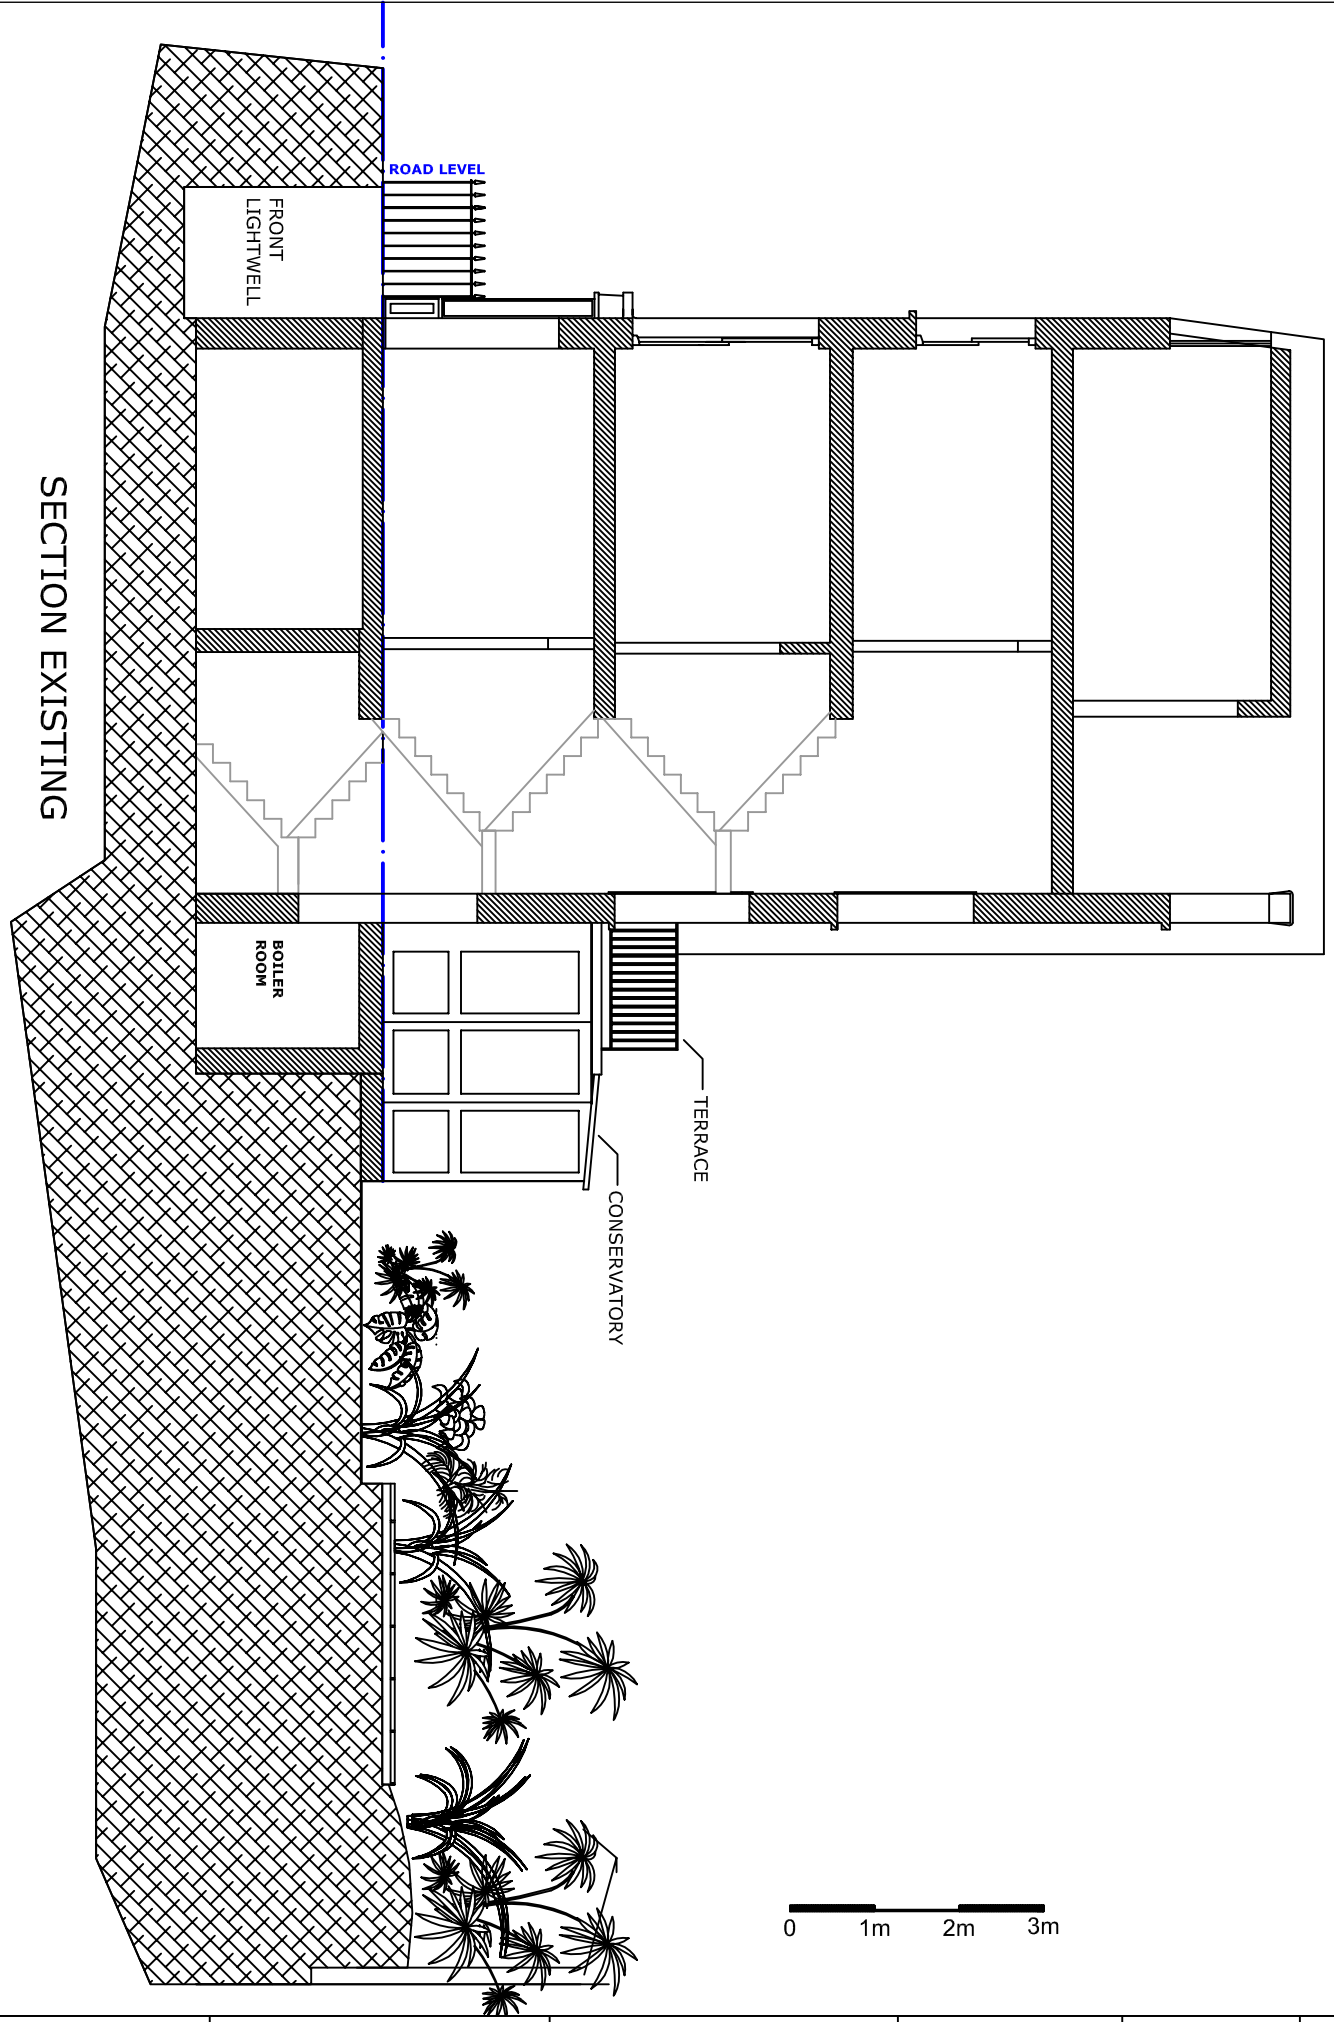 ROAD LEVEL
FRONT
LIGHTWELL
SECTION EXISTING
BOILER
ROOM
TERRACE
CONSERVATORY
0 1m 2m 3m